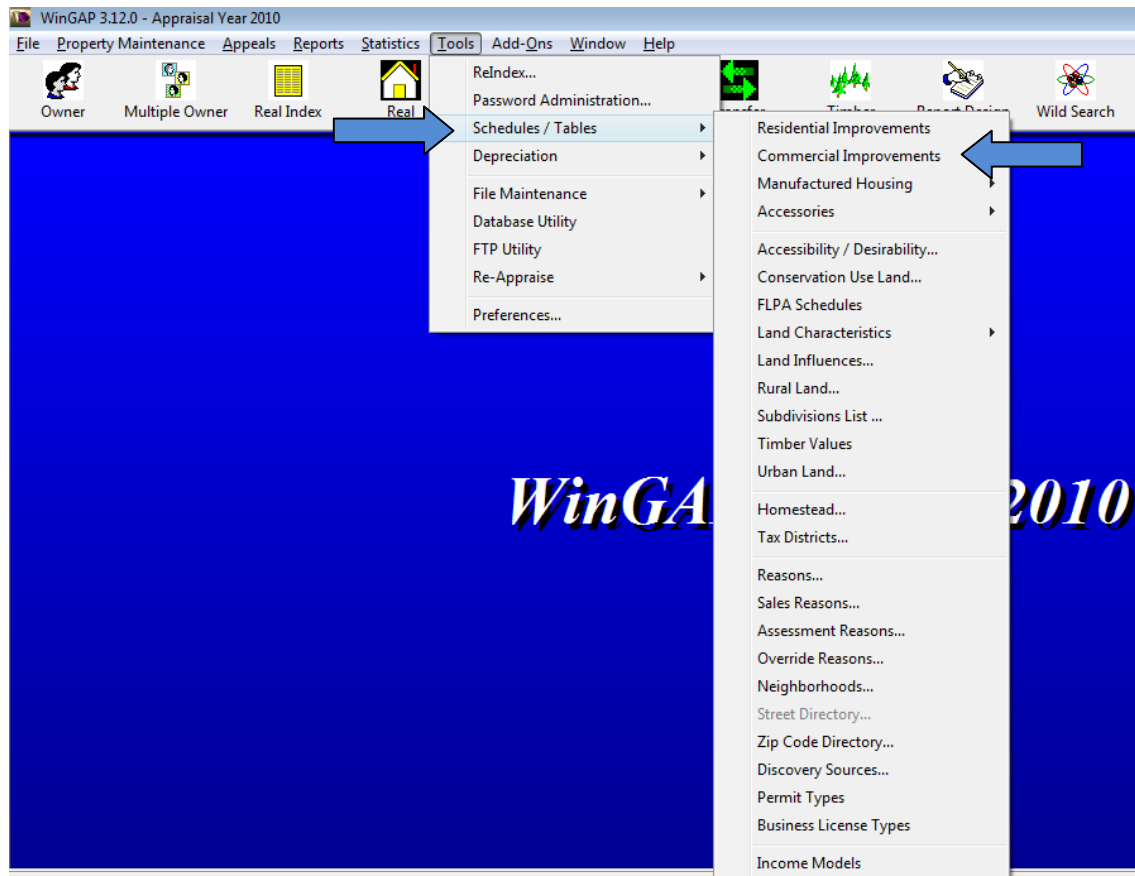 WinGAP 3.12.0 - Appraisal Year 2010
File Property Maintenance Appeals Reports Statistics Tools Add-Ons Window Help
Owner Multiple Owner Real Index Real Wild Search
ReIndex...
Password Administration...
Schedules / Tables
Depreciation
File Maintenance
Database Utility
FTP Utility
Re-Appraise
Preferences...
Residential Improvements
Commercial Improvements
Manufactured Housing
Accessories
Accessibility / Desirability...
Conservation Use Land...
FLPA Schedules
Land Characteristics
Land Influences...
Rural Land...
Subdivisions List ...
Timber Values
Urban Land...
Homestead...
Tax Districts...
Reasons...
Sales Reasons...
Assessment Reasons...
Override Reasons...
Neighborhoods...
Street Directory...
Zip Code Directory...
Discovery Sources...
Permit Types
Business License Types
Income Models
WinGA 2010